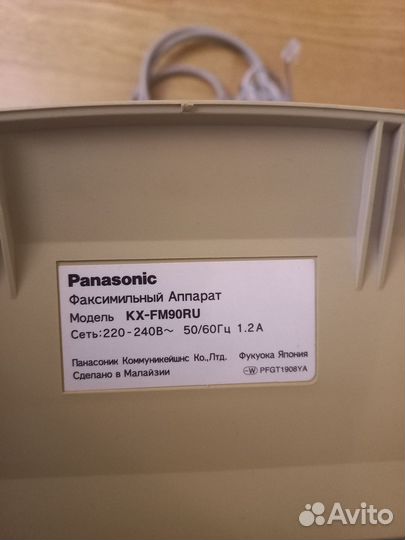 Panasonic
Факсимильный Аппарат
Модель KX-FM90RU
Сеть:220-240В~ 50/60Гц 1.2А
Панасоник Коммуникейшнс Ко.,Лтд. Фукуока Япония
Сделано в Малайзии W PFGT1908YA
Avito